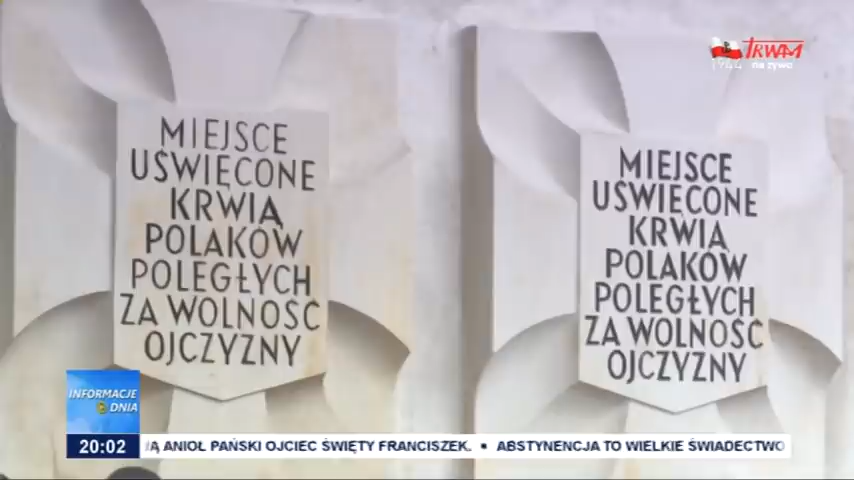 TRWAM
na żywo
MIEJSCE
UŚWIĘCONE
KRWIĄ
POLAKÓW
POLEGŁYCH
ZA WOLNOŚĆ
OJCZYZNY
MIEJSCE
UŚWIĘCONE
KRWIĄ
POLAKÓW
POLEGŁYCH
ZA WOLNOŚĆ
OJCZYZNY
INFORMACJE
DNIA
20:02
IĄ ANIOŁ PAŃSKI OJCIEC ŚWIĘTY FRANCISZEK. • ABSTYNENCJA TO WIELKIE ŚWIADECTWO